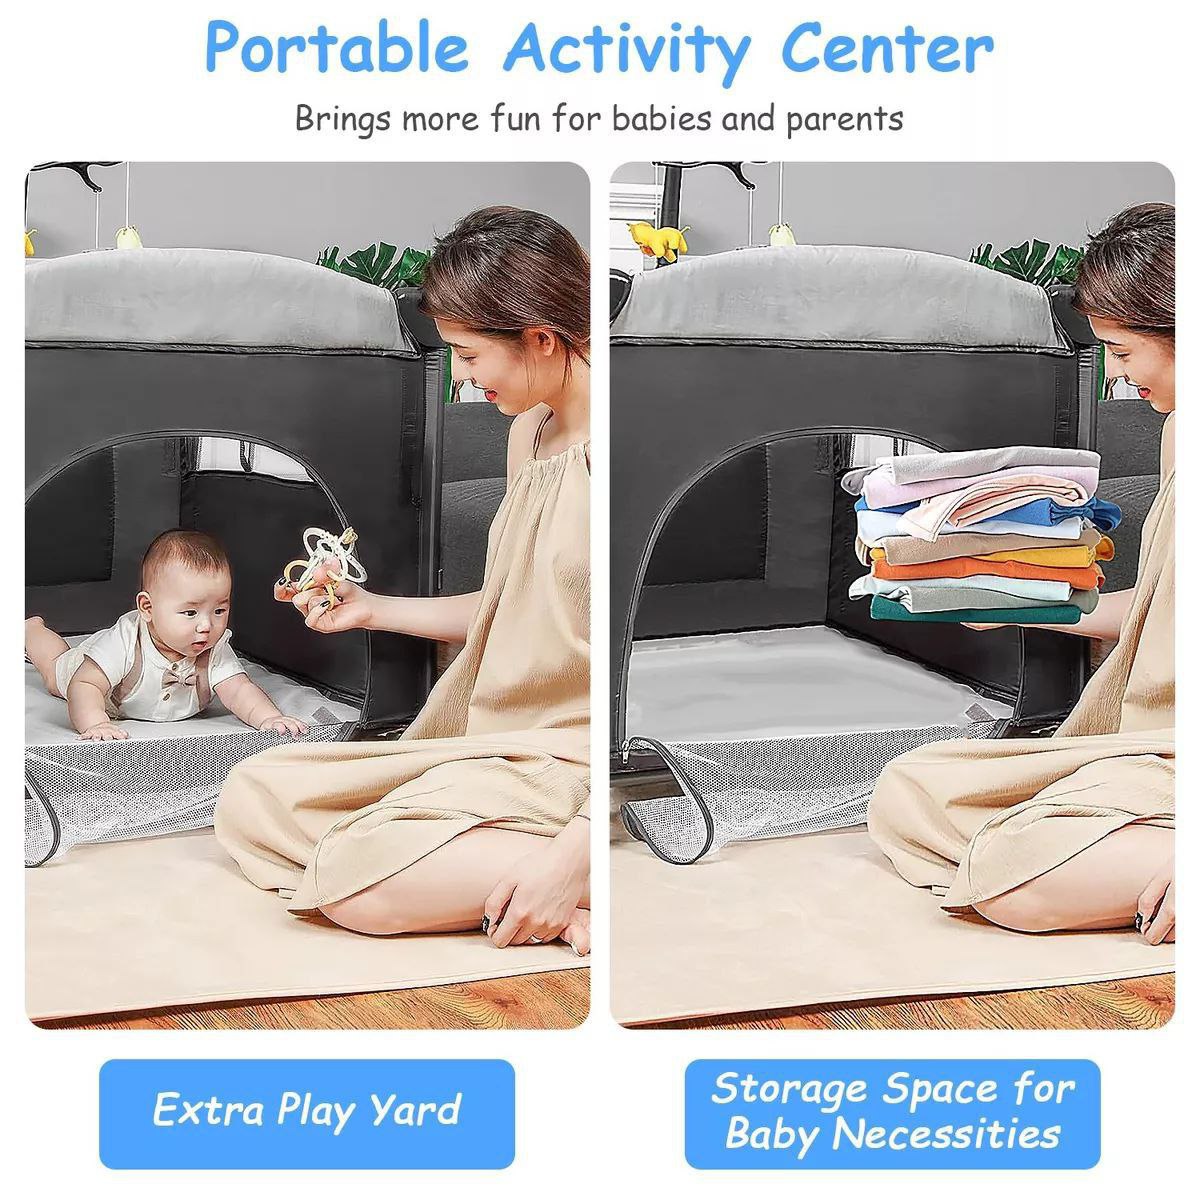 Portable Activity Center
Brings more fun for babies and parents
Extra Play Yard
Storage Space for
Baby Necessities